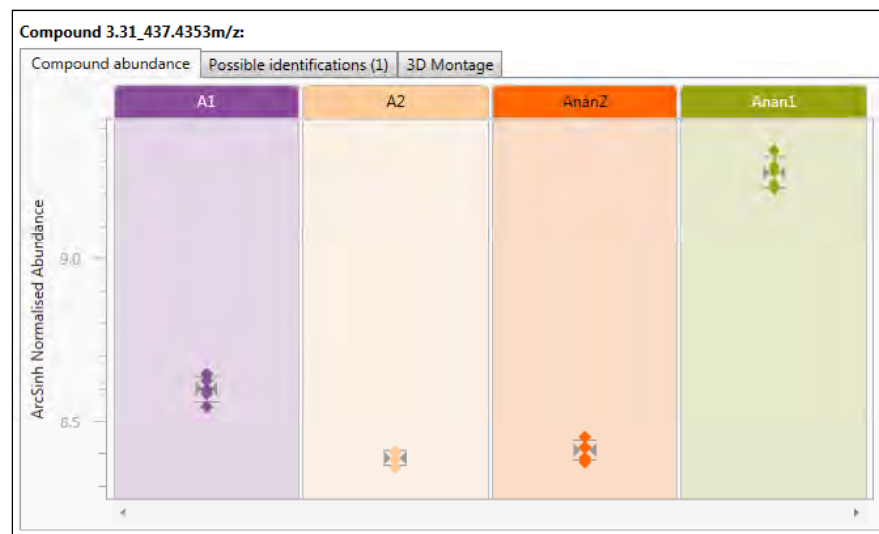 Compound 3.31_437.4353m/z:
Compound abundance Possible identifications (1) 3D Montage
A1 A2 Anan2 Anan1
ArcSinh Normalised Abundance
9.0
8.5